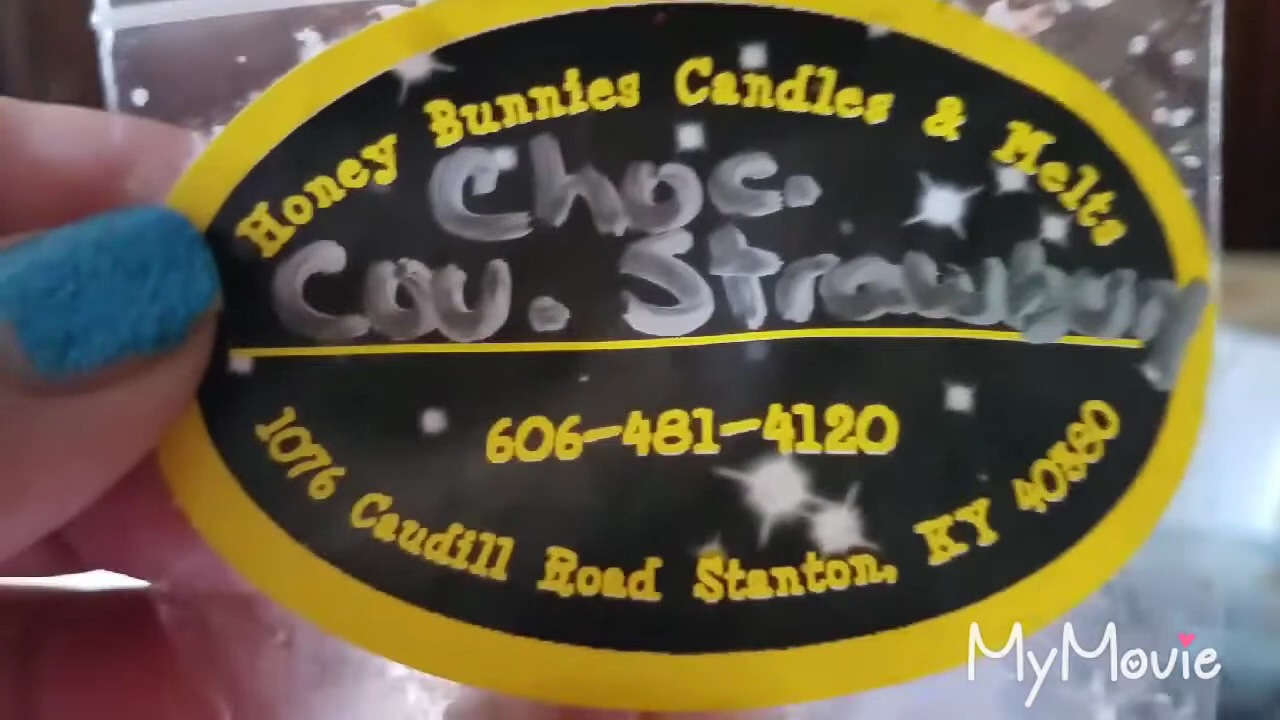 Honey Bunnies Candles & Melts
Choc.
Cov. Strawberry
606-481-4120
1076 Caudill Road Stanton, KY 40380
MyMovie